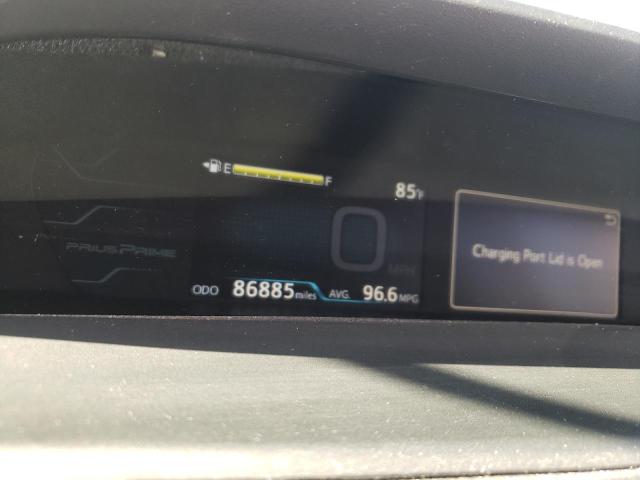 E F
85°F
0
MPH
PRIUS PRIME
Charging Port Lid is Open
ODO 86885 miles AVG. 96.6 MPG